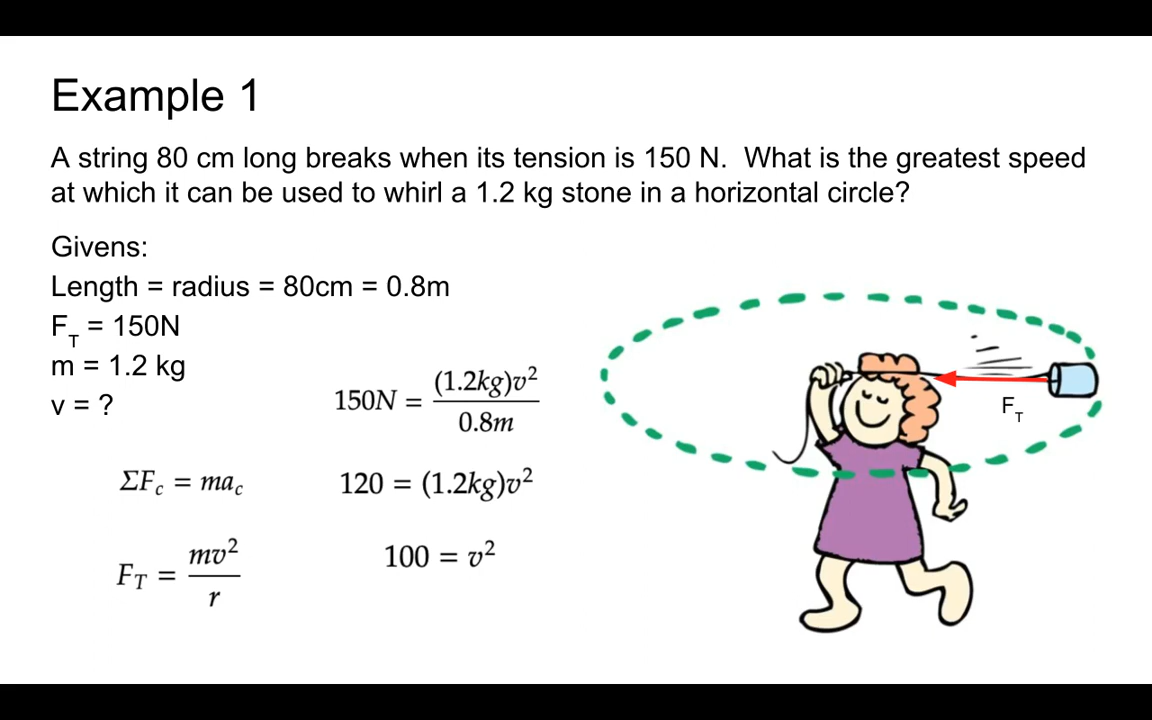 Example 1
A string 80 cm long breaks when its tension is 150 N.  What is the greatest speed
at which it can be used to whirl a 1.2 kg stone in a horizontal circle?
Givens:
Length = radius = 80cm = 0.8m
F_T = 150N
m = 1.2 kg
v = ?
ΣF_c = ma_c
F_T = mv²/r
150N = (1.2kg)v²/0.8m
120 = (1.2kg)v²
100 = v²
F_T